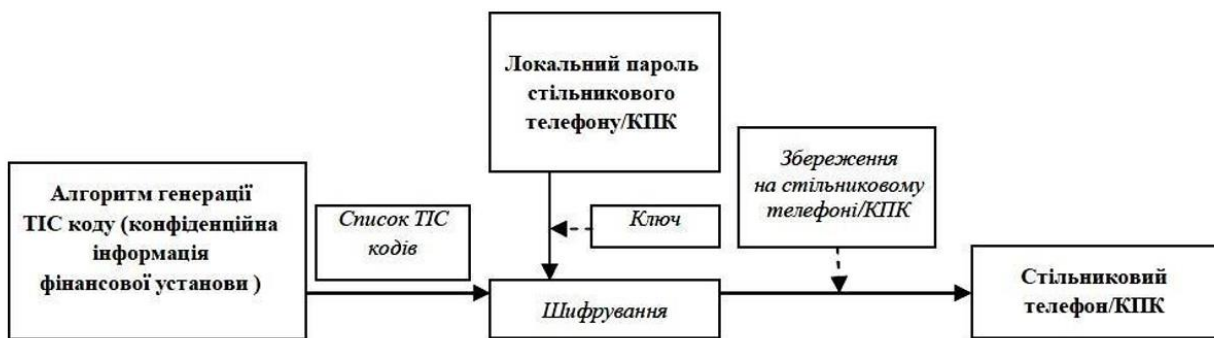 Локальний пароль
стільникового
телефону/КПК
Збереження
на стільниковому
телефоні/КПК
Алгоритм генерації
ТІС коду (конфіденційна
інформація
фінансової установи )
Список ТІС
кодів
Ключ
Шифрування
Стільниковий
телефон/КПК